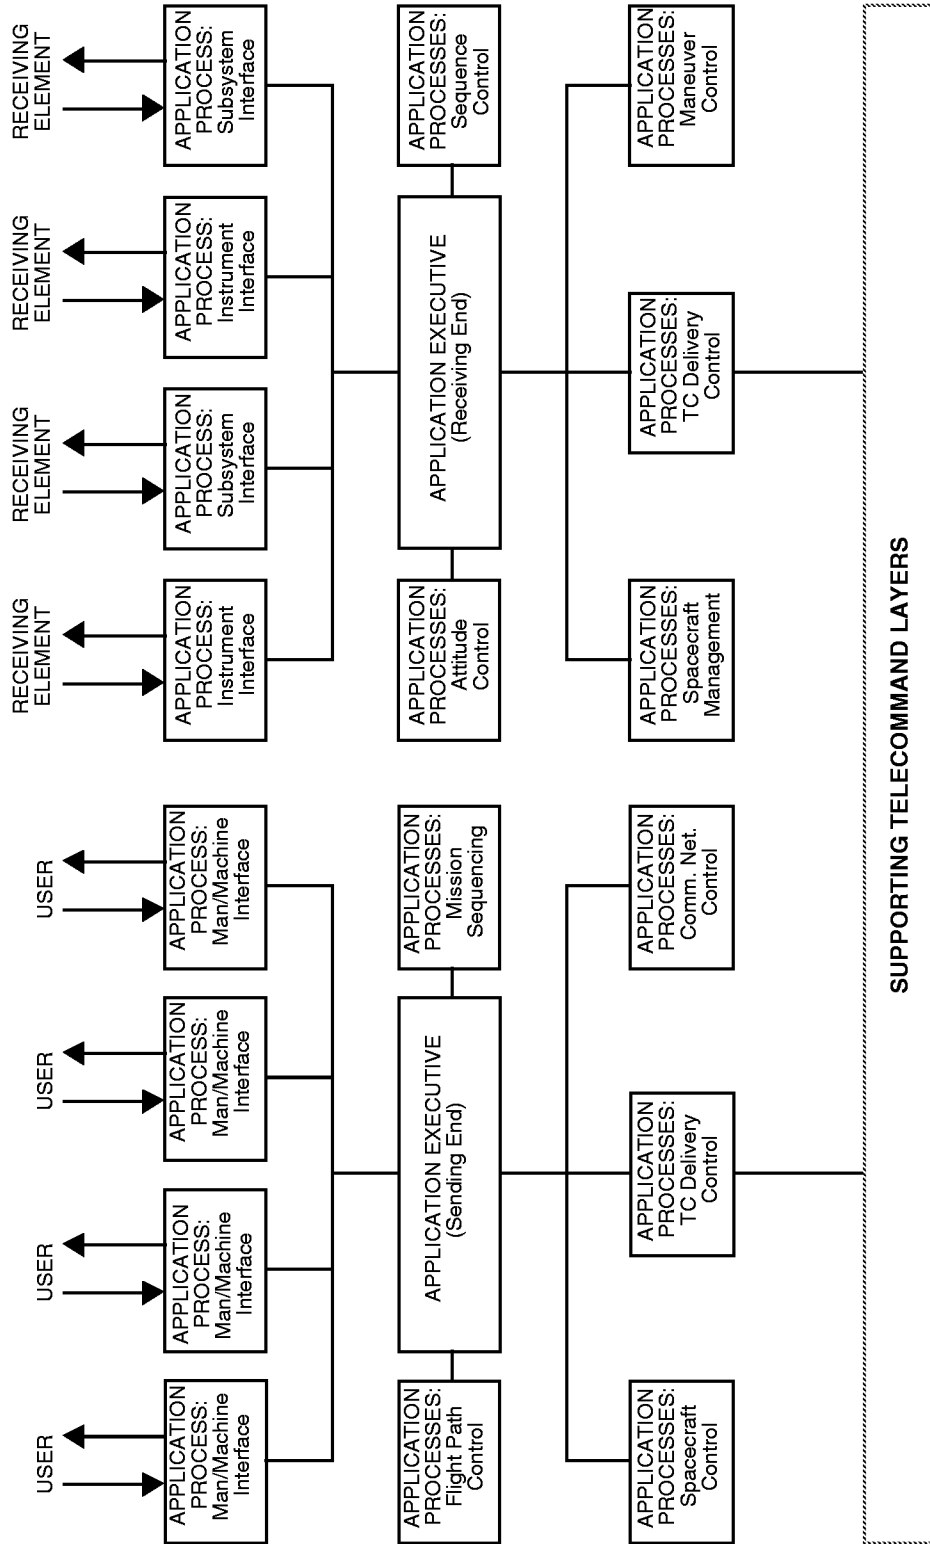 USER
USER
USER
USER
RECEIVING
ELEMENT
RECEIVING
ELEMENT
RECEIVING
ELEMENT
RECEIVING
ELEMENT
APPLICATION
PROCESS:
Man/Machine
Interface
APPLICATION
PROCESS:
Man/Machine
Interface
APPLICATION
PROCESS:
Man/Machine
Interface
APPLICATION
PROCESS:
Man/Machine
Interface
APPLICATION
PROCESS:
Instrument
Interface
APPLICATION
PROCESS:
Subsystem
Interface
APPLICATION
PROCESS:
Instrument
Interface
APPLICATION
PROCESS:
Subsystem
Interface
APPLICATION
PROCESSES:
Flight Path
Control
APPLICATION EXECUTIVE
(Sending End)
APPLICATION
PROCESSES:
Mission
Sequencing
APPLICATION
PROCESSES:
Attitude
Control
APPLICATION EXECUTIVE
(Receiving End)
APPLICATION
PROCESSES:
Sequence
Control
APPLICATION
PROCESSES:
Spacecraft
Control
APPLICATION
PROCESSES:
TC Delivery
Control
APPLICATION
PROCESSES:
Comm. Net.
Control
APPLICATION
PROCESSES:
Spacecraft
Management
APPLICATION
PROCESSES:
TC Delivery
Control
APPLICATION
PROCESSES:
Maneuver
Control
SUPPORTING TELECOMMAND LAYERS